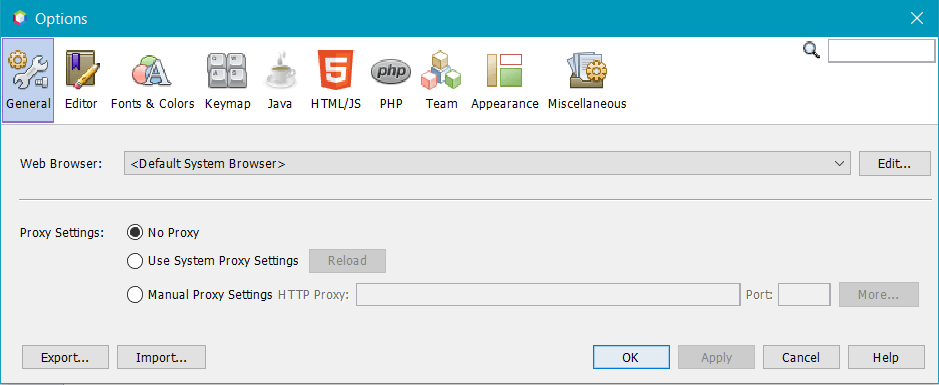 Options
General
Editor
Fonts & Colors
Keymap
Java
HTML/JS
PHP
Team
Appearance
Miscellaneous
Web Browser: <Default System Browser> Edit...
Proxy Settings: No Proxy
Use System Proxy Settings Reload
Manual Proxy Settings HTTP Proxy: Port: More...
Export... Import... OK Apply Cancel Help